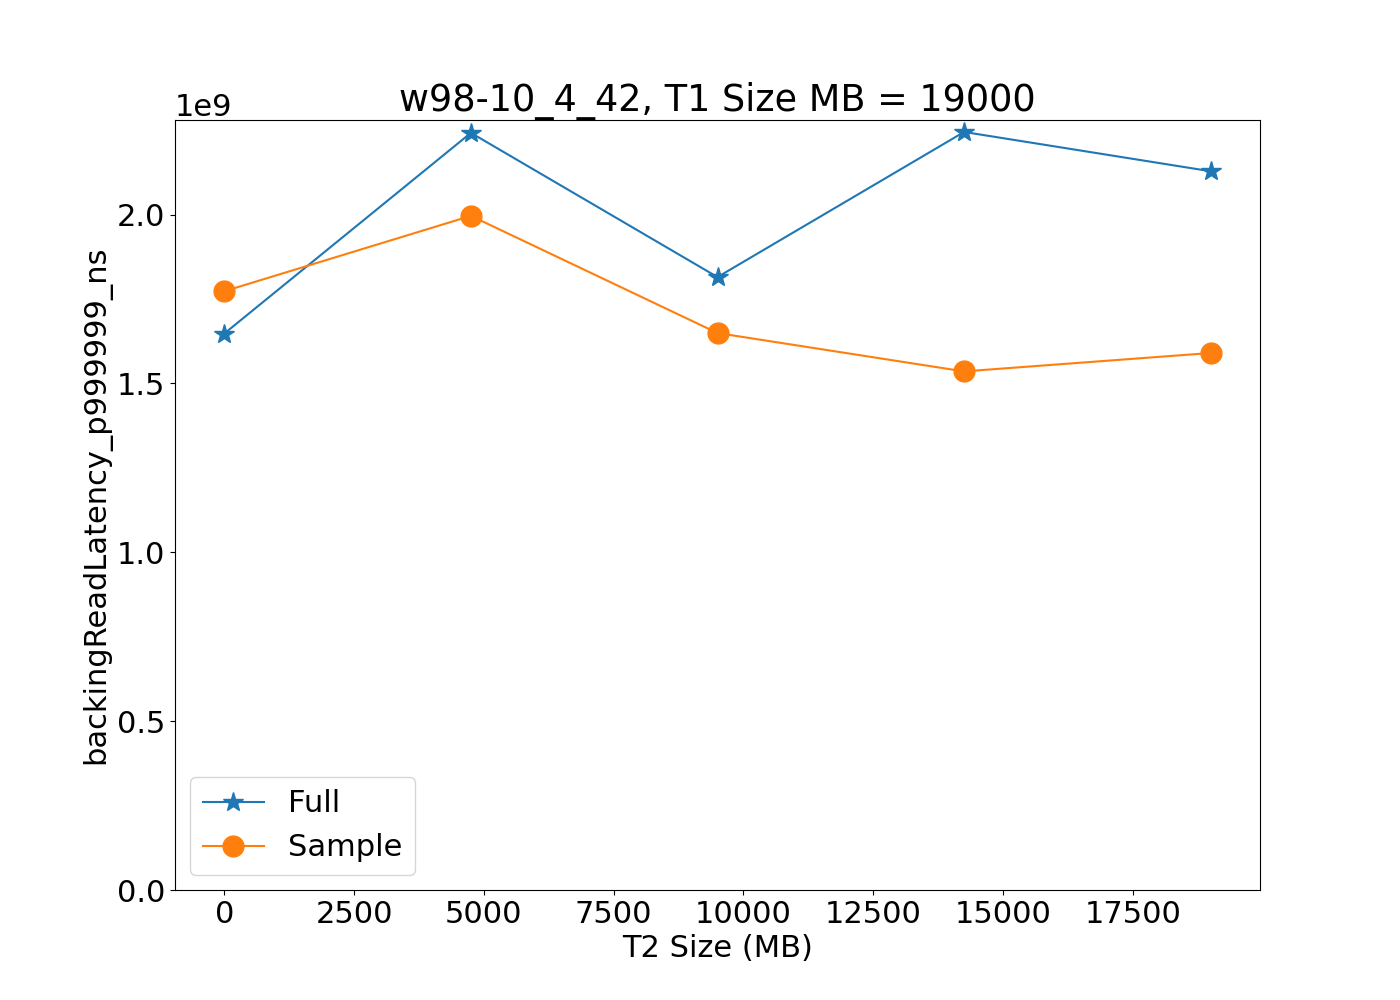 w98-10_4_42, T1 Size MB = 19000
1e9
backingReadLatency_p999999_ns
2.0
1.5
1.0
0.5
0.0
Full
Sample
0 2500 5000 7500 10000 12500 15000 17500
T2 Size (MB)